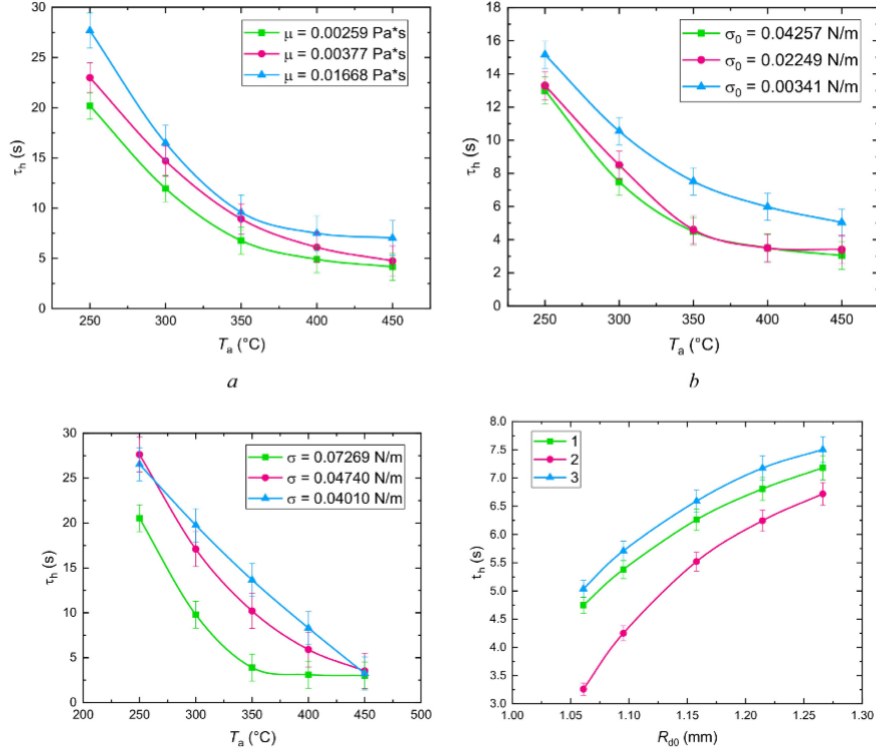 30
25
20
15
10
5
0
τh (s)
μ = 0.00259 Pa*s
μ = 0.00377 Pa*s
μ = 0.01668 Pa*s
250 300 350 400 450
Ta (°C)
a
18
16
14
12
10
8
6
4
2
0
τh (s)
σ0 = 0.04257 N/m
σ0 = 0.02249 N/m
σ0 = 0.00341 N/m
250 300 350 400 450
Ta (°C)
b
30
25
20
15
10
5
0
τh (s)
σ = 0.07269 N/m
σ = 0.04740 N/m
σ = 0.04010 N/m
200 250 300 350 400 450 500
Ta (°C)
8.0
7.5
7.0
6.5
6.0
5.5
5.0
4.5
4.0
3.5
3.0
τh (s)
1
2
3
1.00 1.05 1.10 1.15 1.20 1.25 1.30
Rd0 (mm)